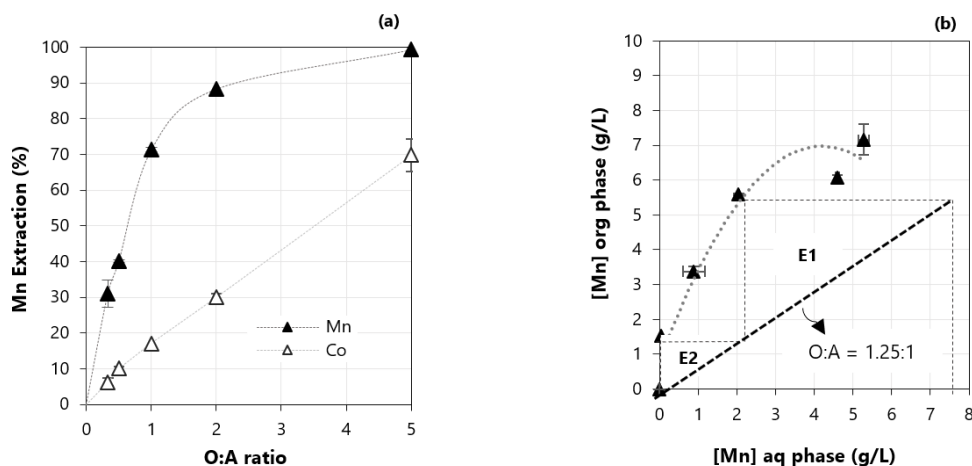 (a)
100
90
80
70
60
50
40
30
20
10
0
Mn Extraction (%)
Mn
Co
0 1 2 3 4 5
O:A ratio
(b)
10
9
8
7
6
5
4
3
2
1
0
[Mn] org phase (g/L)
E1
E2
O:A = 1.25:1
0 1 2 3 4 5 6 7 8
[Mn] aq phase (g/L)